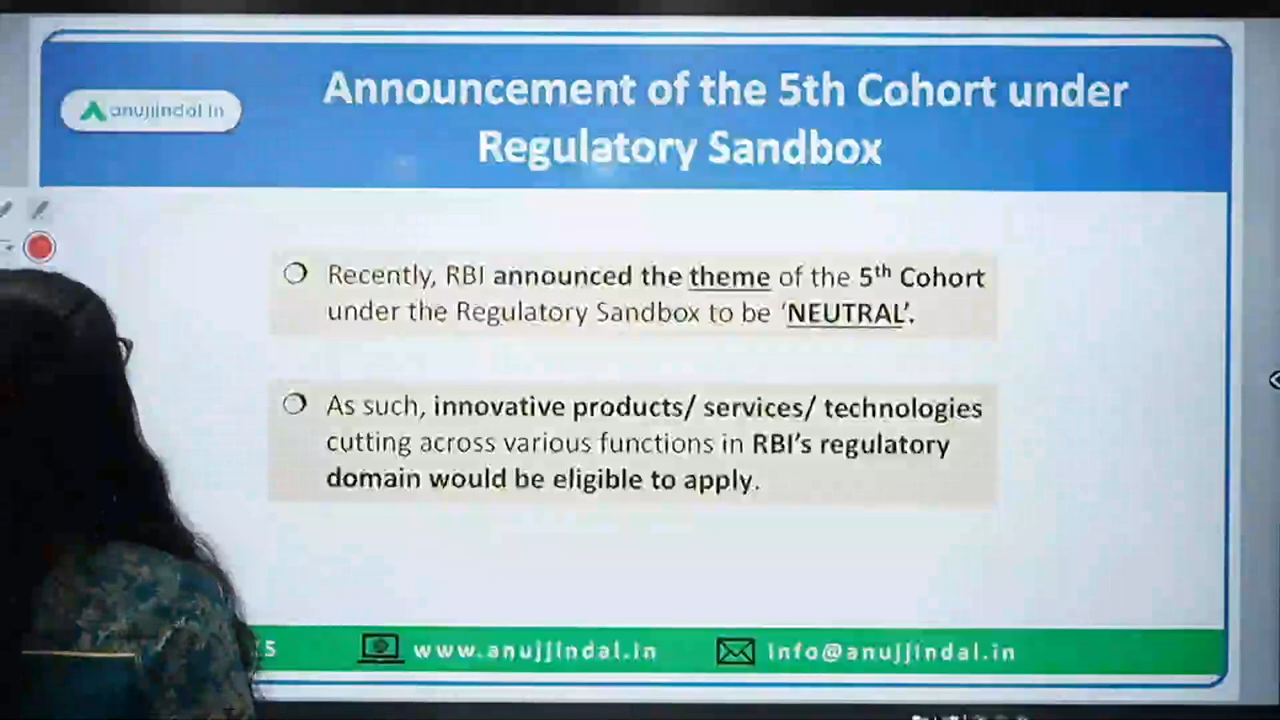 anujjindal.in
Announcement of the 5th Cohort under
Regulatory Sandbox
Recently, RBI announced the theme of the 5th Cohort
under the Regulatory Sandbox to be ‘NEUTRAL’.
As such, innovative products/ services/ technologies
cutting across various functions in RBI’s regulatory
domain would be eligible to apply.
5 www.anujjindal.in info@anujjindal.in